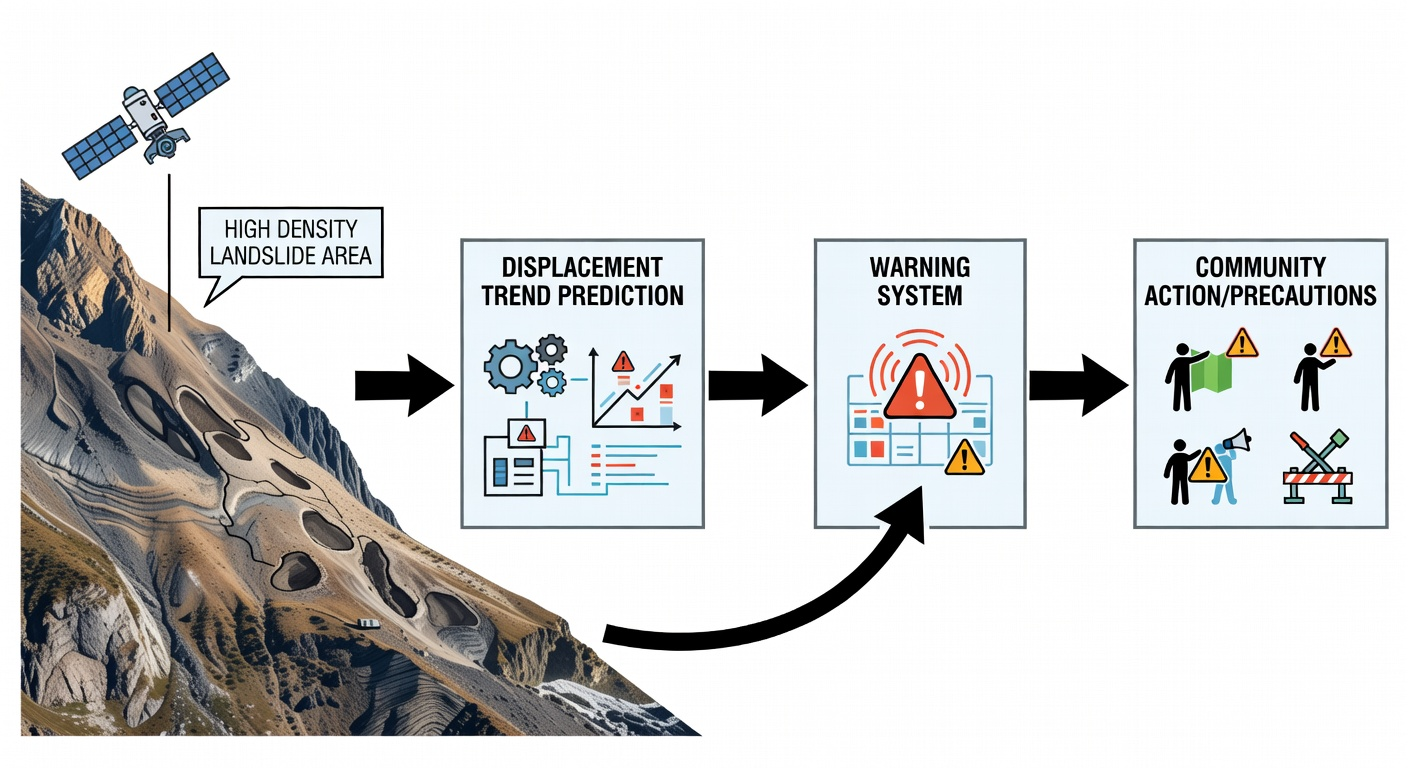 HIGH DENSITY
LANDSLIDE AREA
DISPLACEMENT
TREND PREDICTION
WARNING
SYSTEM
COMMUNITY
ACTION/PRECAUTIONS